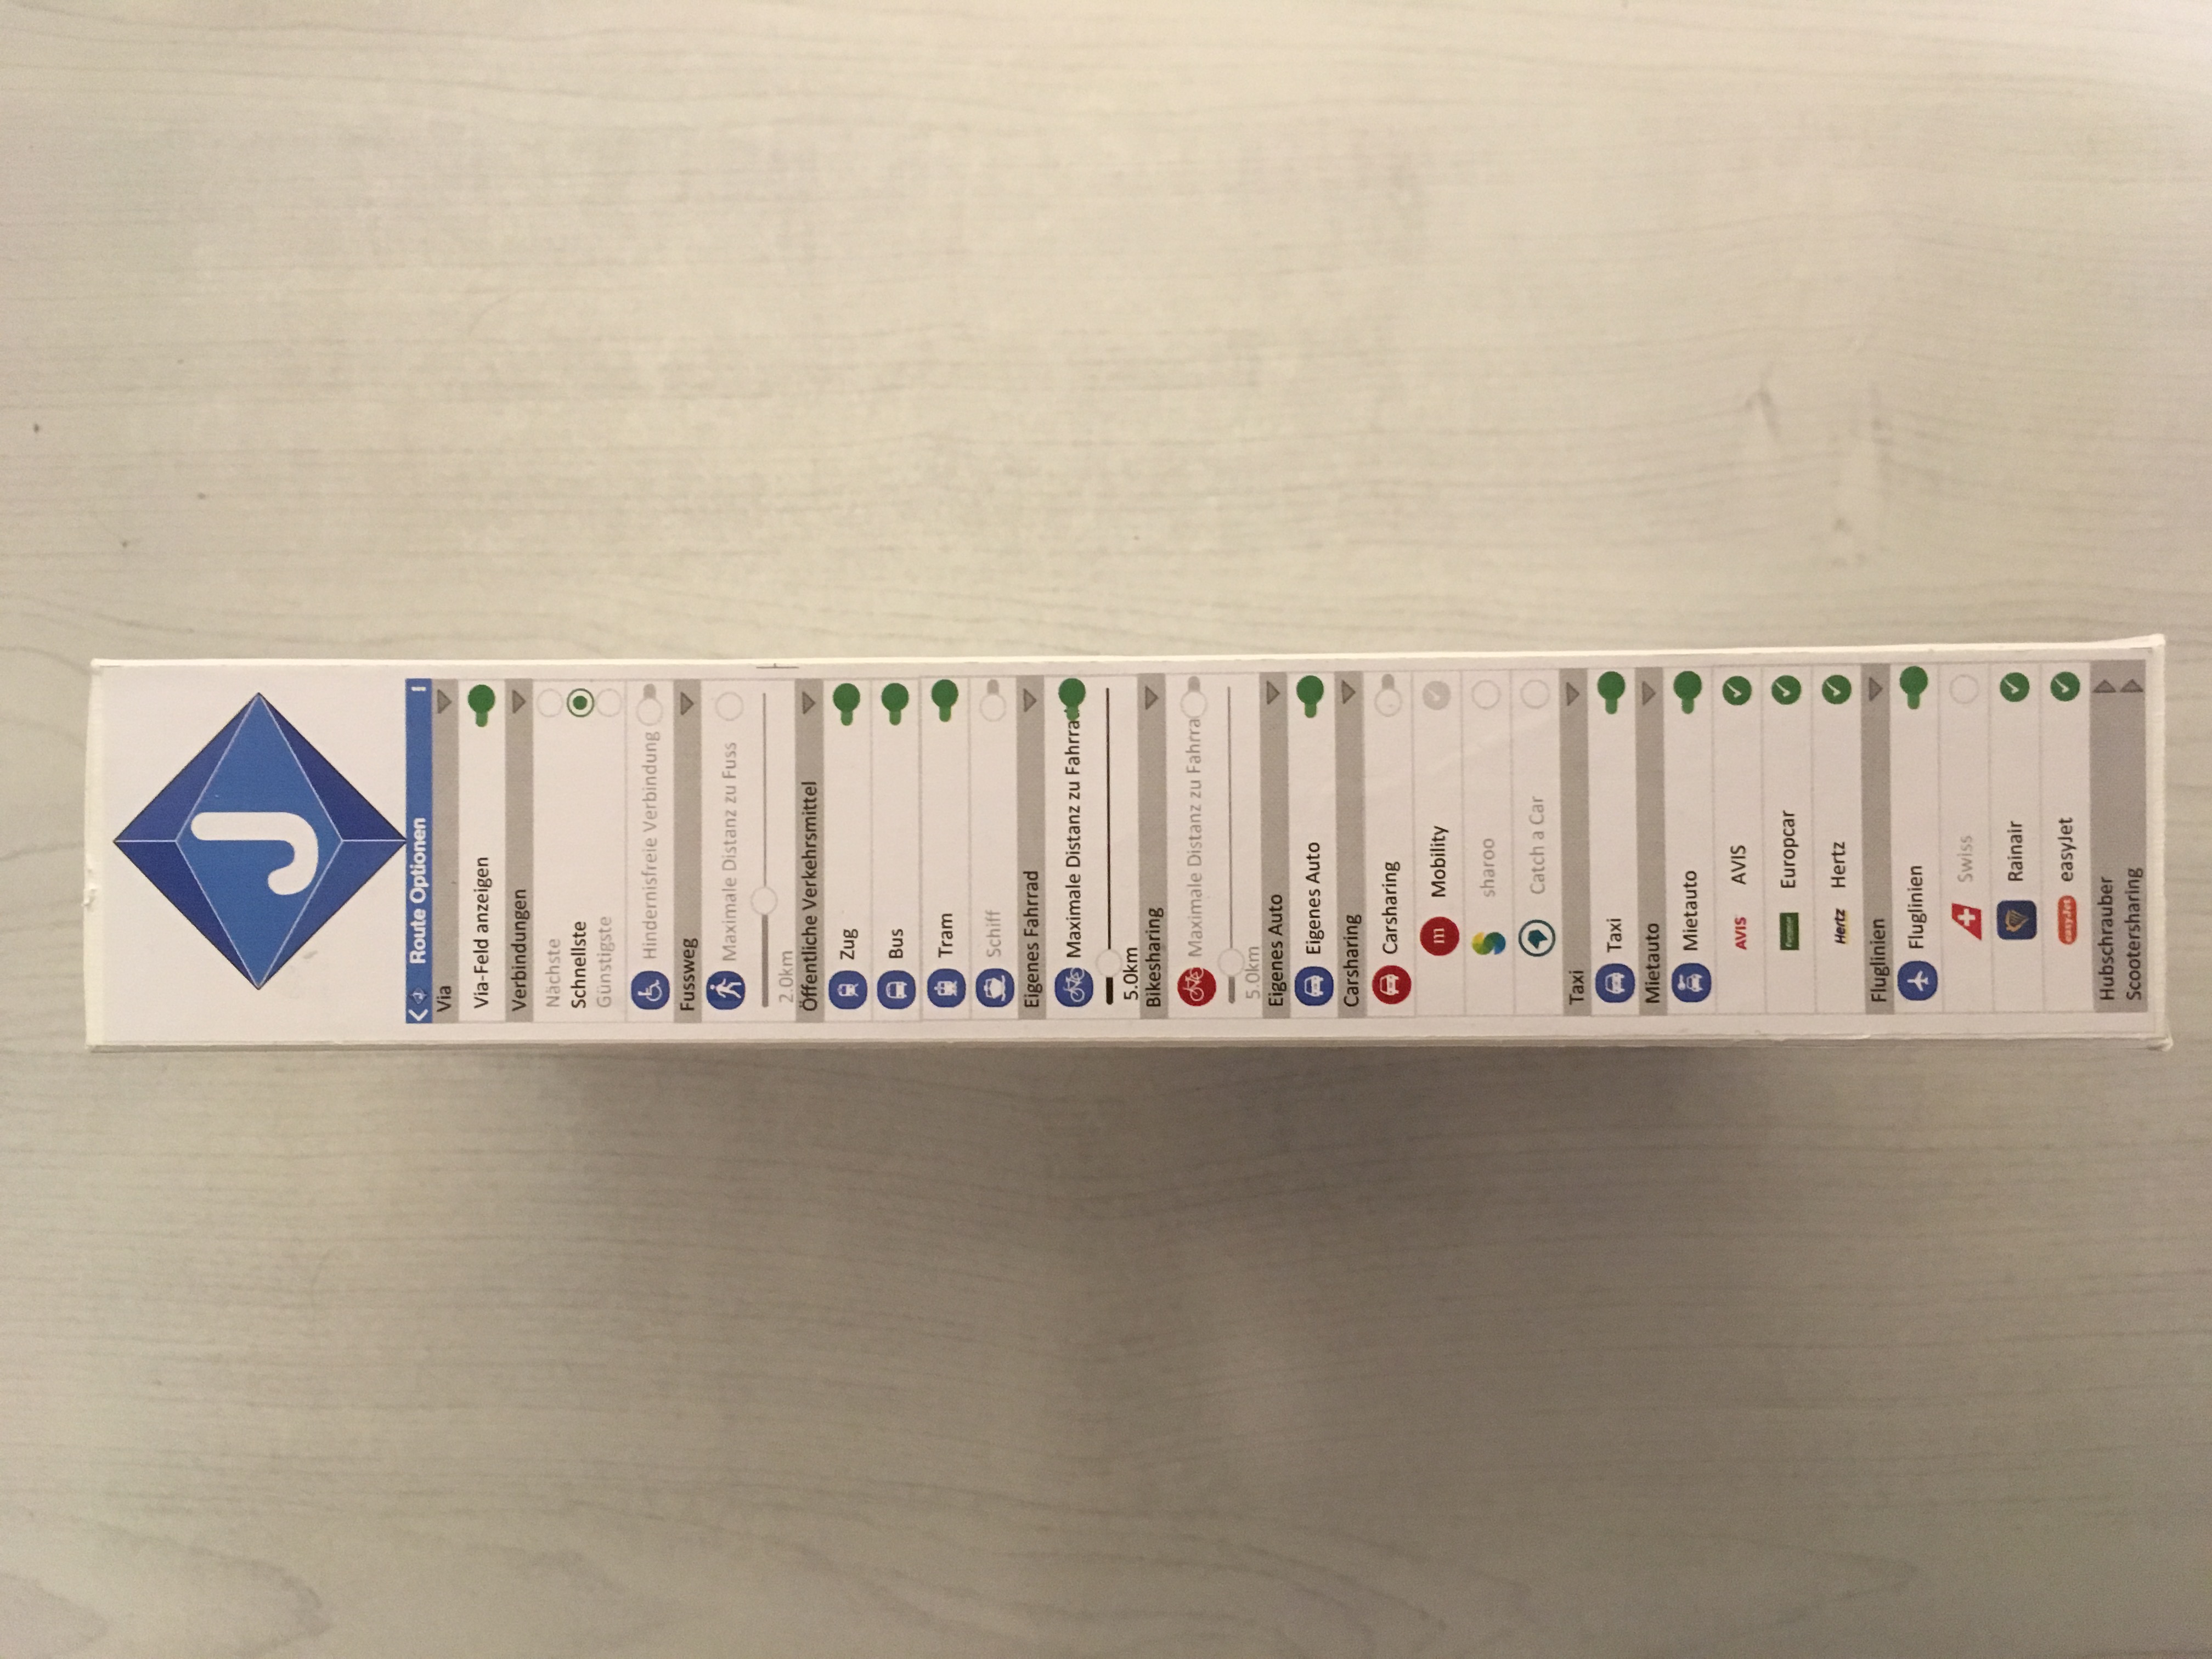 J
Route Optionen
Via
Via-Feld anzeigen
Verbindungen
Nächste
Schnellste
Günstigste
Hindernisfreie Verbindung
Fussweg
Maximale Distanz zu Fuss
2.0km
Öffentliche Verkehrsmittel
Zug
Bus
Tram
Schiff
Eigenes Fahrrad
Maximale Distanz zu Fahrra
5.0km
Bikesharing
Maximale Distanz zu Fahrra
5.0km
Eigenes Auto
Eigenes Auto
Carsharing
Carsharing
m Mobility
sharoo
Catch a Car
Taxi
Taxi
Mietauto
Mietauto
AVIS AVIS
Europcar Europcar
Hertz Hertz
Fluglinien
Fluglinien
Swiss
Rainair
easyJet easyJet
Hubschrauber
Scootersharing